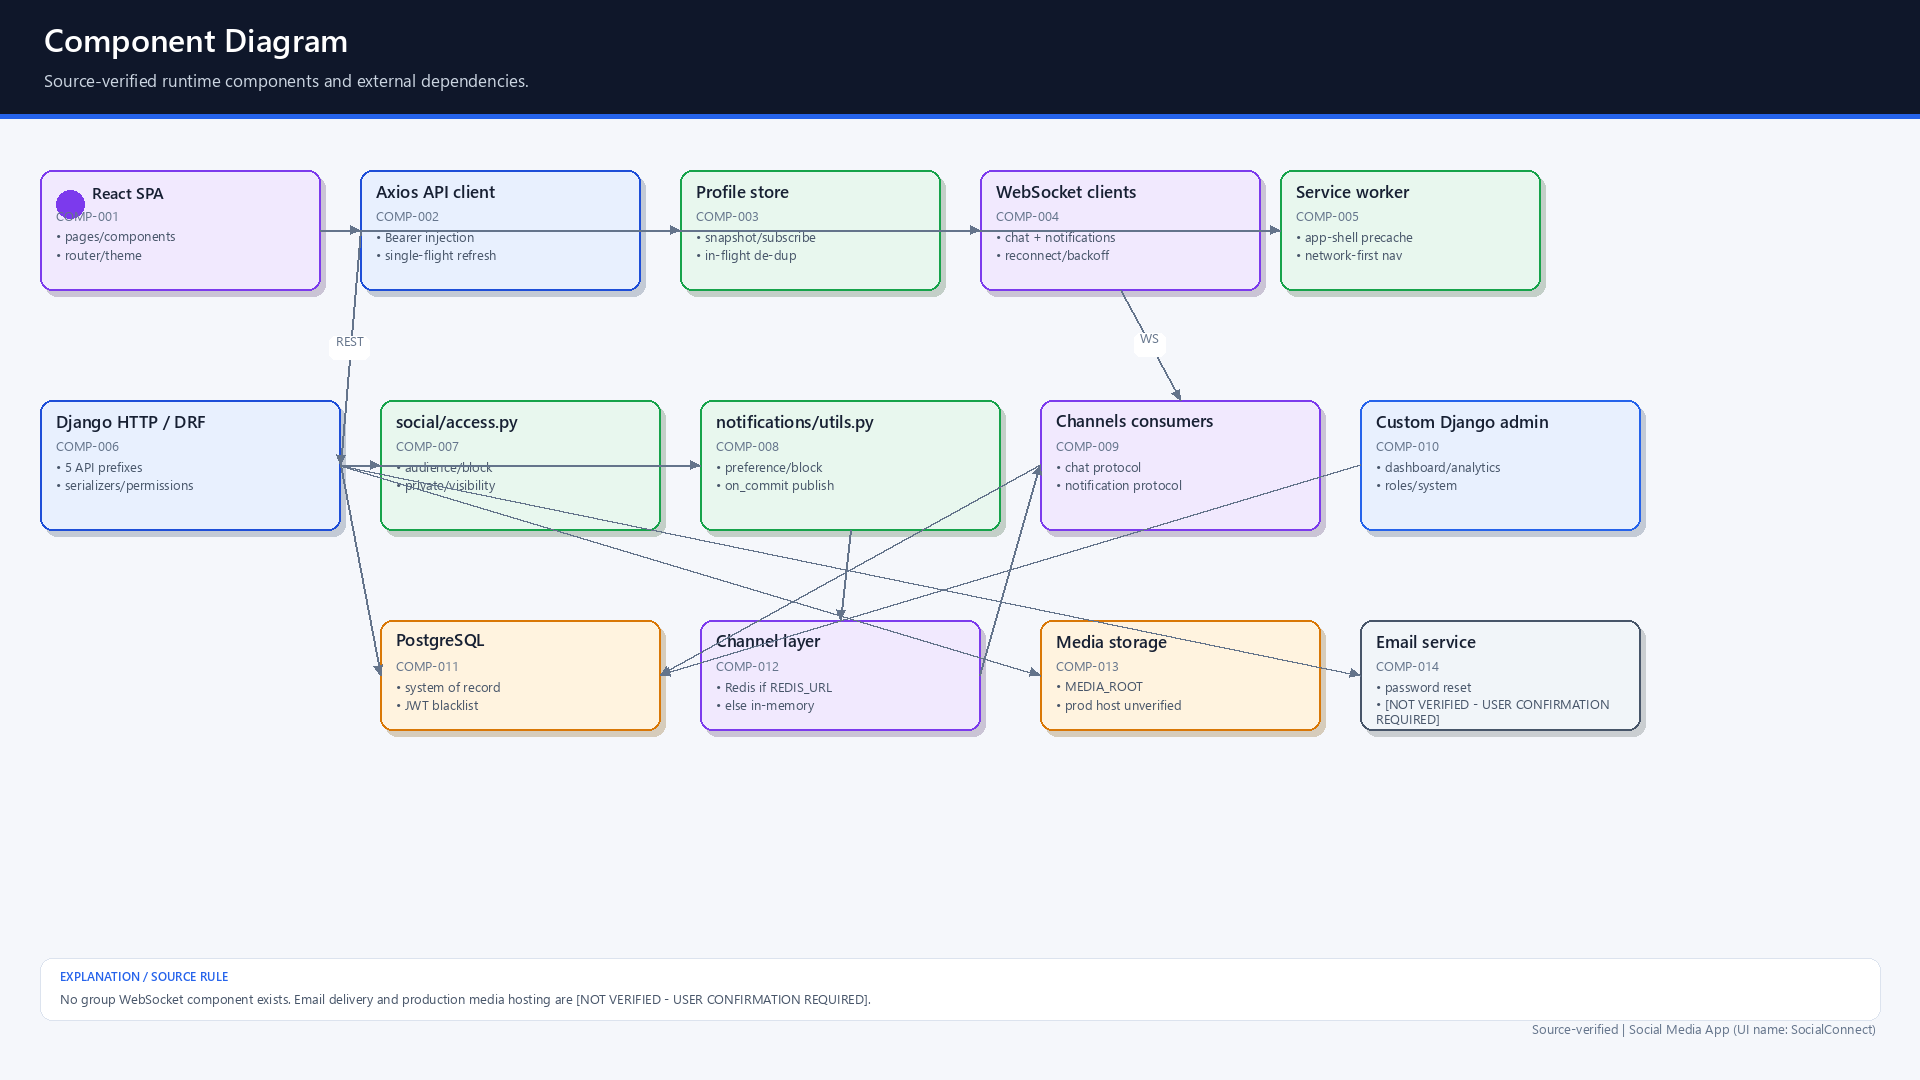 Component Diagram
Source-verified runtime components and external dependencies.
React SPA
COMP-001
• pages/components
• router/theme
Axios API client
COMP-002
• Bearer injection
• single-flight refresh
Profile store
COMP-003
• snapshot/subscribe
• in-flight de-dup
WebSocket clients
COMP-004
• chat + notifications
• reconnect/backoff
Service worker
COMP-005
• app-shell precache
• network-first nav
REST
WS
Django HTTP / DRF
COMP-006
• 5 API prefixes
• serializers/permissions
social/access.py
COMP-007
• audience/block
• private/visibility
notifications/utils.py
COMP-008
• preference/block
• on_commit publish
Channels consumers
COMP-009
• chat protocol
• notification protocol
Custom Django admin
COMP-010
• dashboard/analytics
• roles/system
PostgreSQL
COMP-011
• system of record
• JWT blacklist
Channel layer
COMP-012
• Redis if REDIS_URL
• else in-memory
Media storage
COMP-013
• MEDIA_ROOT
• prod host unverified
Email service
COMP-014
• password reset
• [NOT VERIFIED - USER CONFIRMATION
REQUIRED]
EXPLANATION / SOURCE RULE
No group WebSocket component exists. Email delivery and production media hosting are [NOT VERIFIED - USER CONFIRMATION REQUIRED].
Source-verified | Social Media App (UI name: SocialConnect)